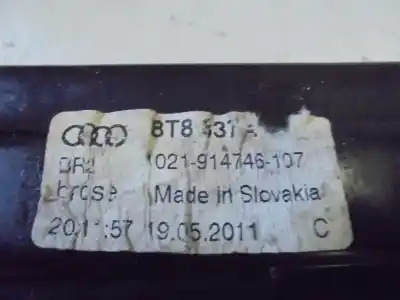 8T8
021-914746-107
brose Made in Slovakia
19.05.2011 C